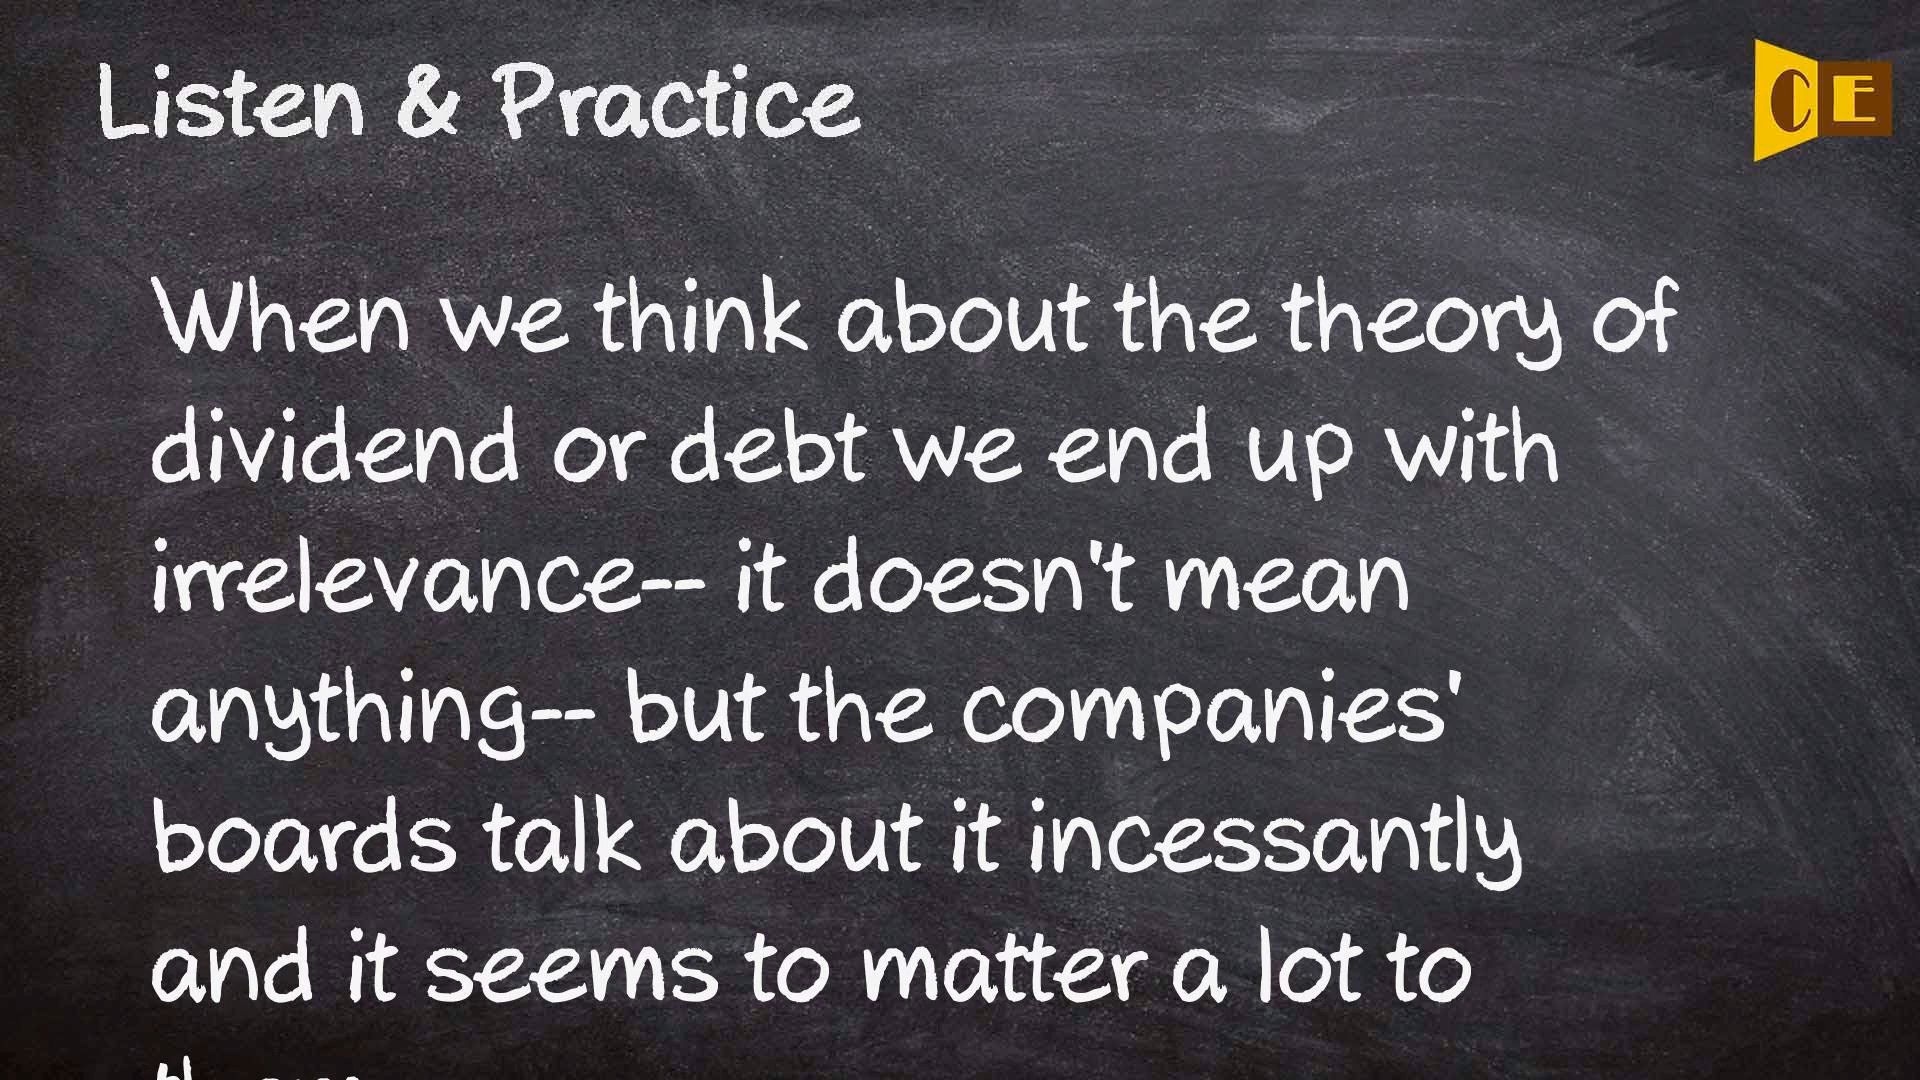 Listen & Practice
CE
When we think about the theory of
dividend or debt we end up with
irrelevance-- it doesn't mean
anything-- but the companies'
boards talk about it incessantly
and it seems to matter a lot to